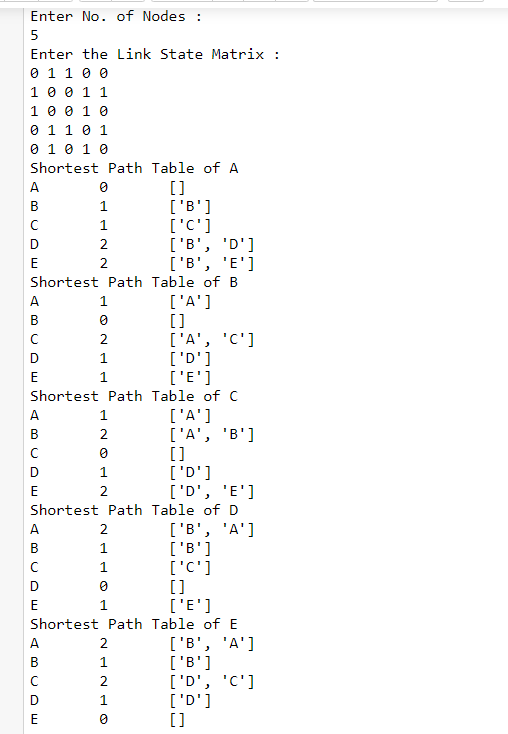 Enter No. of Nodes :
5
Enter the Link State Matrix :
0 1 1 0 0
1 0 0 1 1
1 0 0 1 0
0 1 1 0 1
0 1 0 1 0
Shortest Path Table of A
A 0 []
B 1 ['B']
C 1 ['C']
D 2 ['B', 'D']
E 2 ['B', 'E']
Shortest Path Table of B
A 1 ['A']
B 0 []
C 2 ['A', 'C']
D 1 ['D']
E 1 ['E']
Shortest Path Table of C
A 1 ['A']
B 2 ['A', 'B']
C 0 []
D 1 ['D']
E 2 ['D', 'E']
Shortest Path Table of D
A 2 ['B', 'A']
B 1 ['B']
C 1 ['C']
D 0 []
E 1 ['E']
Shortest Path Table of E
A 2 ['B', 'A']
B 1 ['B']
C 2 ['D', 'C']
D 1 ['D']
E 0 []